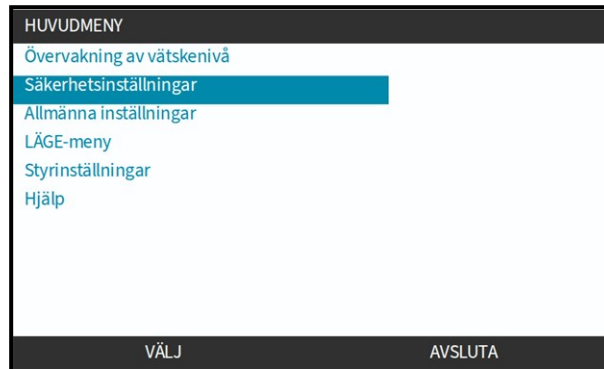 HUVUDMENY
Övervakning av vätskenivå
Säkerhetsinställningar
Allmänna inställningar
LÄGE-meny
Styrinställningar
Hjälp
VÄLJ AVSLUTA